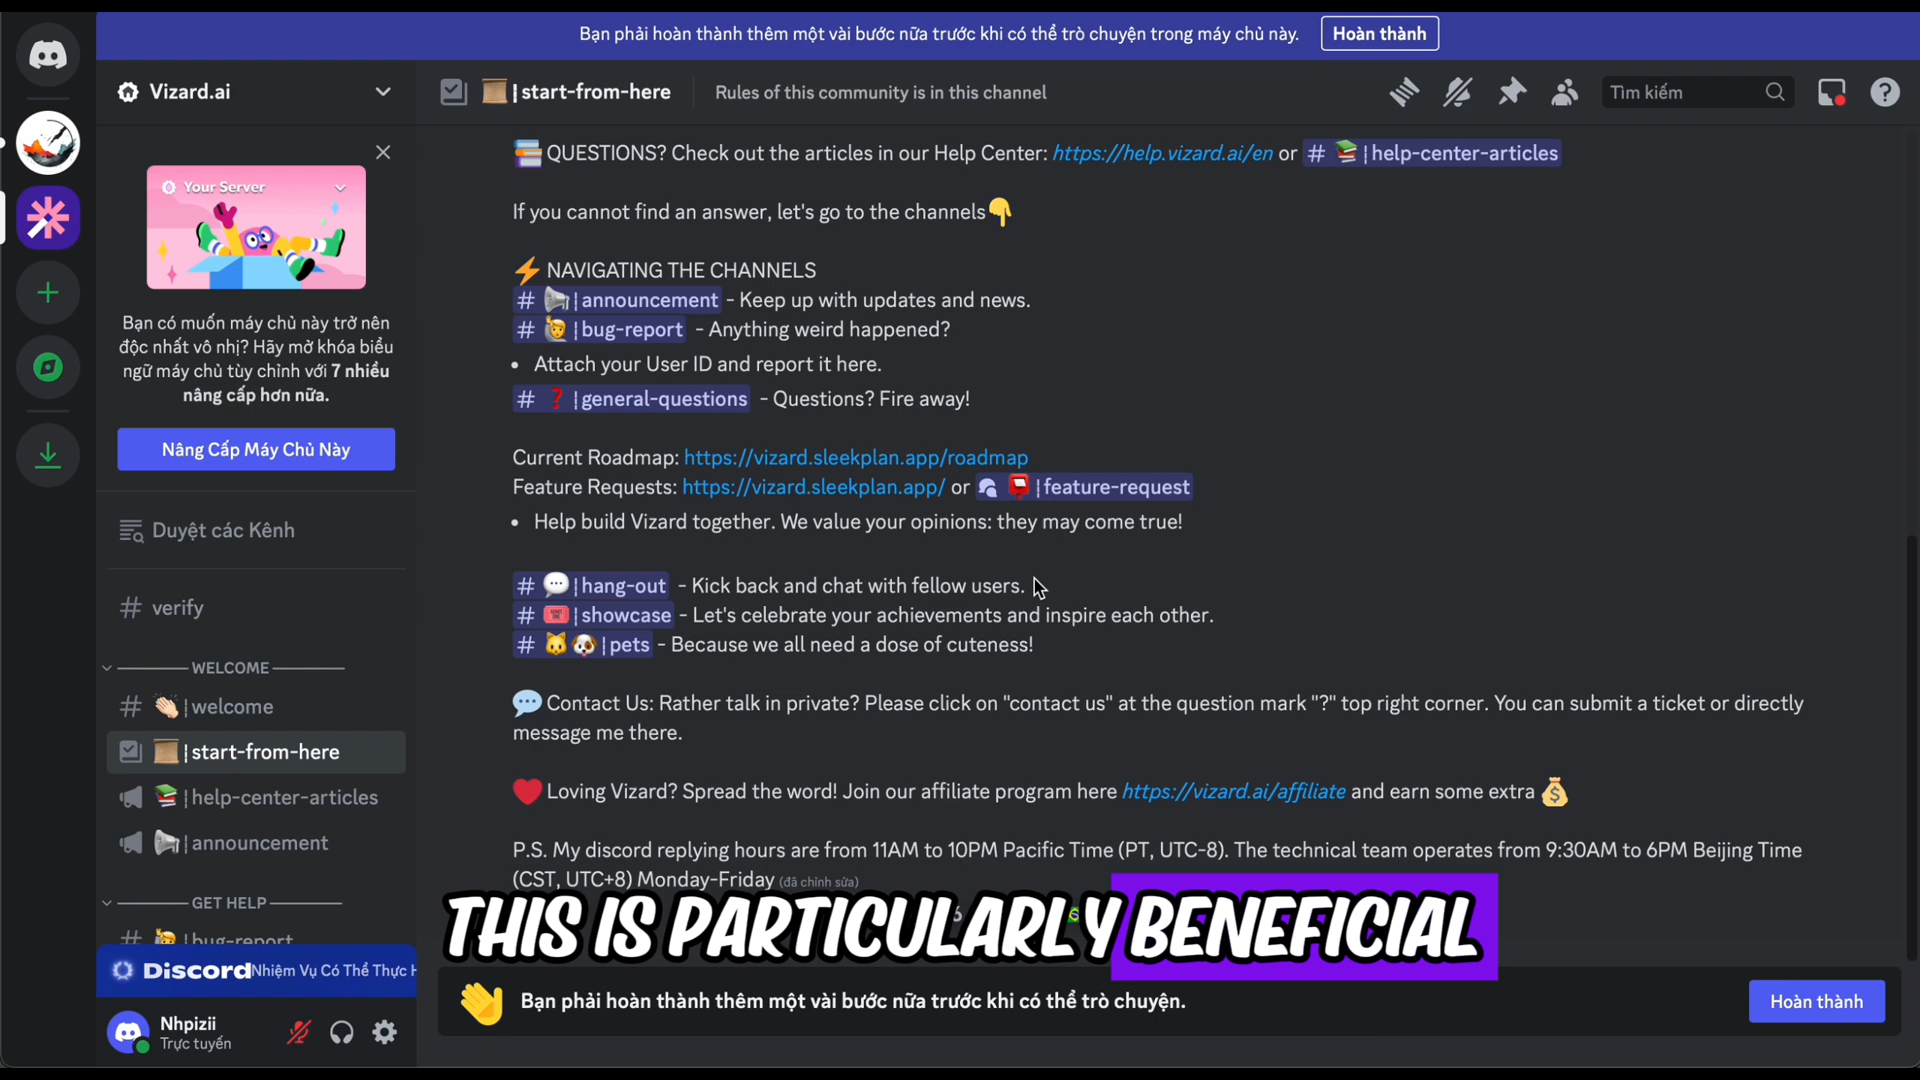 Bạn phải hoàn thành thêm một vài bước nữa trước khi có thể trò chuyện trong máy chủ này. Hoàn thành
Vizard.ai
|start-from-here Rules of this community is in this channel
Tìm kiếm
Your Server
Bạn có muốn máy chủ này trở nên
độc nhất vô nhị? Hãy mở khóa biểu
ngữ máy chủ tùy chỉnh với 7 nhiều
nâng cấp hơn nữa.
Nâng Cấp Máy Chủ Này
Duyệt các Kênh
# verify
WELCOME
# |welcome
|start-from-here
|help-center-articles
|announcement
GET HELP
# |bug-report
Discord Nhiệm Vụ Có Thể Thực H
Nhpizii
Trực tuyến
QUESTIONS? Check out the articles in our Help Center: https://help.vizard.ai/en or # |help-center-articles
If you cannot find an answer, let's go to the channels
NAVIGATING THE CHANNELS
# |announcement - Keep up with updates and news.
# |bug-report - Anything weird happened?
• Attach your User ID and report it here.
# |general-questions - Questions? Fire away!
Current Roadmap: https://vizard.sleekplan.app/roadmap
Feature Requests: https://vizard.sleekplan.app/ or |feature-request
• Help build Vizard together. We value your opinions: they may come true!
# |hang-out - Kick back and chat with fellow users.
# |showcase - Let's celebrate your achievements and inspire each other.
# |pets - Because we all need a dose of cuteness!
Contact Us: Rather talk in private? Please click on "contact us" at the question mark "?" top right corner. You can submit a ticket or directly
message me there.
Loving Vizard? Spread the word! Join our affiliate program here https://vizard.ai/affiliate and earn some extra
P.S. My discord replying hours are from 11AM to 10PM Pacific Time (PT, UTC-8). The technical team operates from 9:30AM to 6PM Beijing Time
(CST, UTC+8) Monday-Friday (đã chỉnh sửa)
THIS IS PARTICULARLY BENEFICIAL
Bạn phải hoàn thành thêm một vài bước nữa trước khi có thể trò chuyện.
Hoàn thành